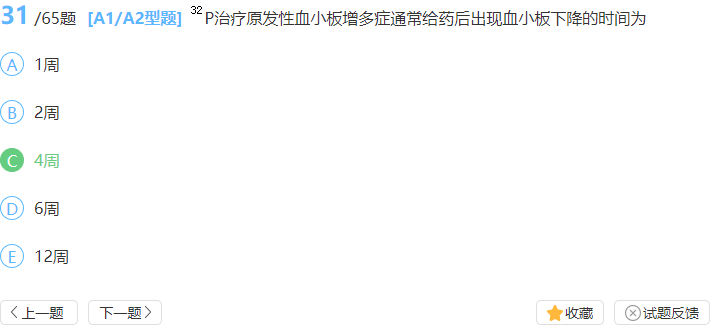 31 /65题 [A1/A2型题] ³²P治疗原发性血小板增多症通常给药后出现血小板下降的时间为
A 1周
B 2周
C 4周
D 6周
E 12周
上一题 下一题 收藏 试题反馈